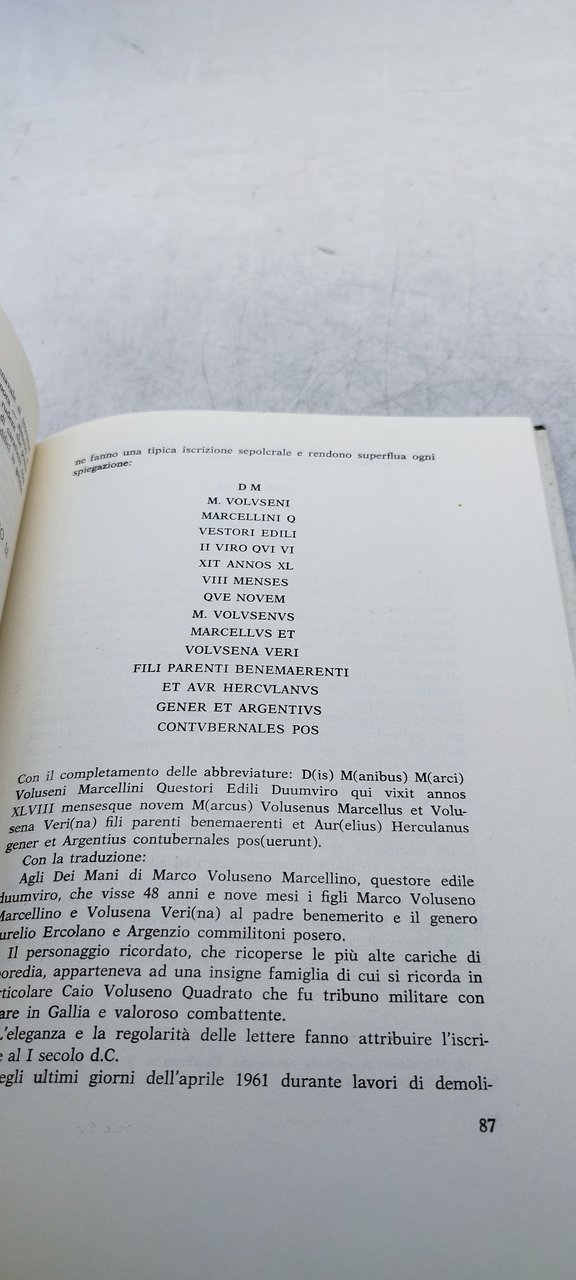 ne fanno una tipica iscrizione sepolcrale e rendono superflua ogni
spiegazione:
D M
M. VOLVSENI
MARCELLINI Q
VESTORI EDILI
II VIRO QVI VI
XIT ANNOS XL
VIII MENSES
QVE NOVEM
M. VOLVSENVS
MARCELLVS ET
VOLVSENA VERI
FILI PARENTI BENEMAERENTI
ET AVR HERCVLANVS
GENER ET ARGENTIVS
CONTVBERNALES POS
Con il completamento delle abbreviature: D(is) M(anibus) M(arci)
Voluseni Marcellini Questori Edili Duumviro qui vixit annos
XLVIII mensesque novem M(arcus) Volusenus Marcellus et Volu-
sena Veri(na) fili parenti benemaerenti et Aur(elius) Herculanus
gener et Argentius contubernales pos(uerunt).
Con la traduzione:
Agli Dei Mani di Marco Voluseno Marcellino, questore edile
duumviro, che visse 48 anni e nove mesi i figli Marco Voluseno
Marcellino e Volusena Veri(na) al padre benemerito e il genero
urelio Ercolano e Argenzio commilitoni posero.
Il personaggio ricordato, che ricoperse le più alte cariche di
poredia, apparteneva ad una insigne famiglia di cui si ricorda in
rticolare Caio Voluseno Quadrato che fu tribuno militare con
are in Gallia e valoroso combattente.
L'eleganza e la regolarità delle lettere fanno attribuire l'iscri-
e al I secolo d.C.
egli ultimi giorni dell'aprile 1961 durante lavori di demoli-
87